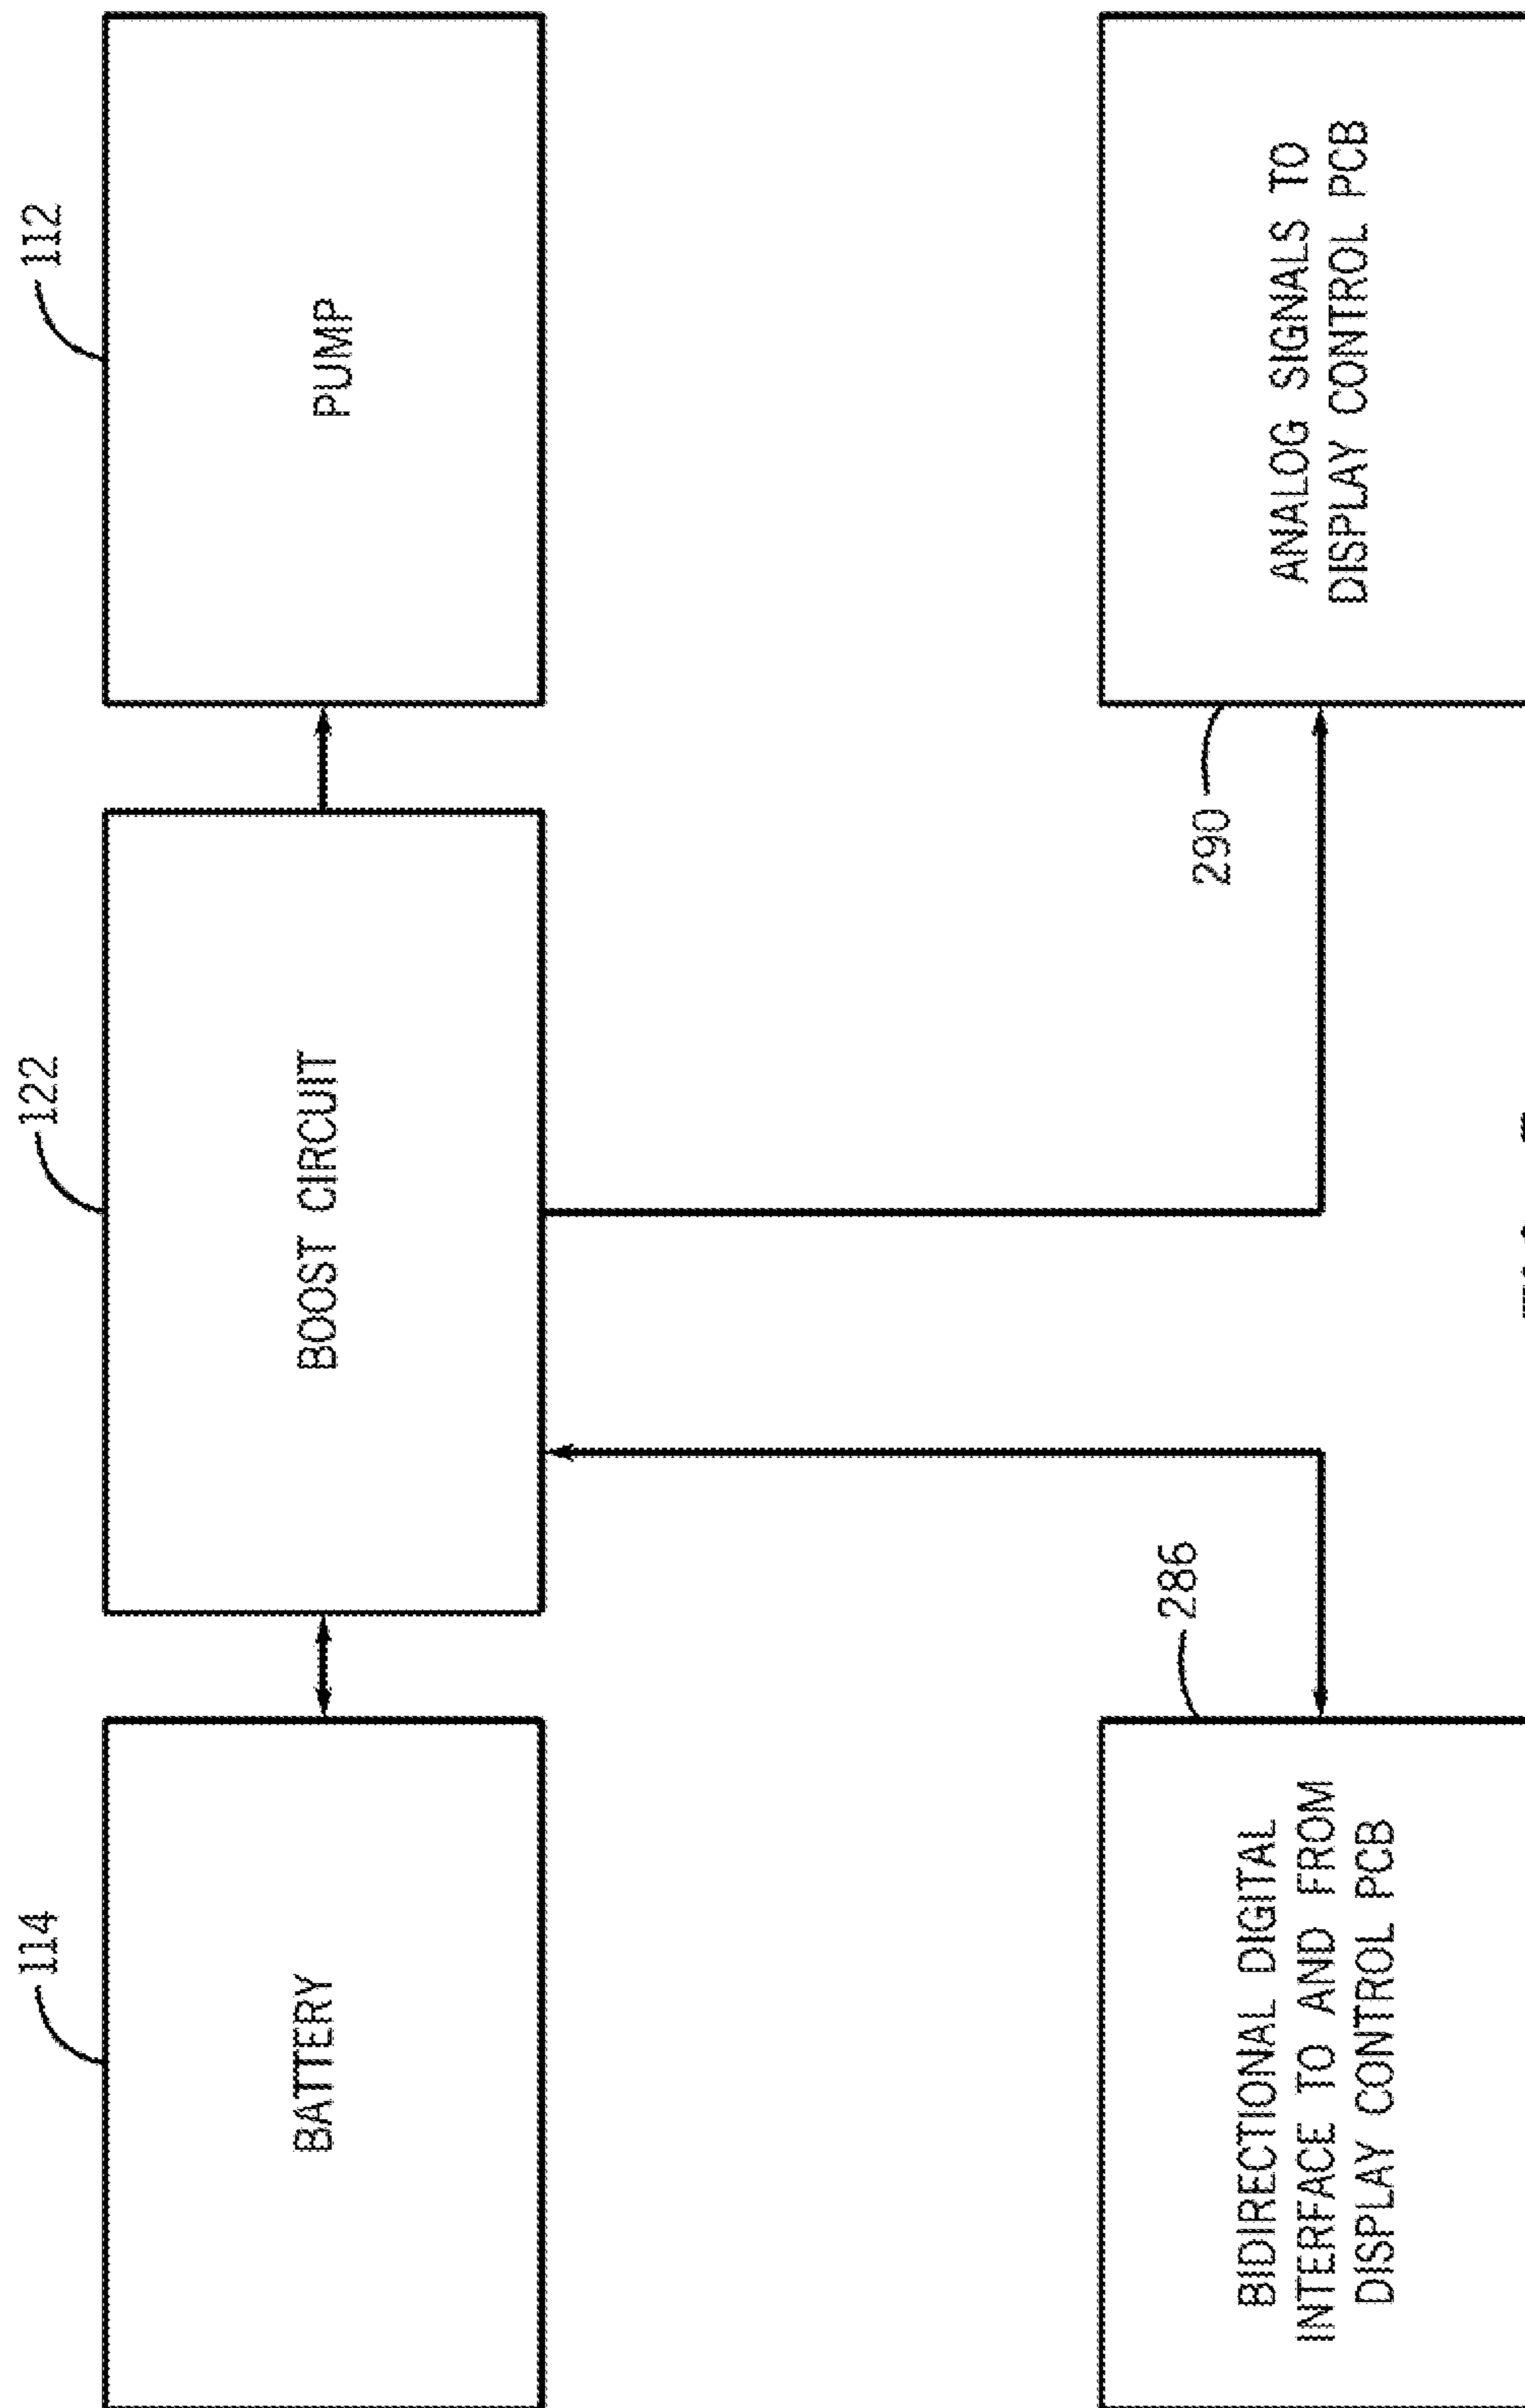 114
BATTERY
122
BOOST CIRCUIT
112
PUMP
286
BIDIRECTIONAL DIGITAL
INTERFACE TO AND FROM
DISPLAY CONTROL PCB
290
ANALOG SIGNALS TO
DISPLAY CONTROL PCB